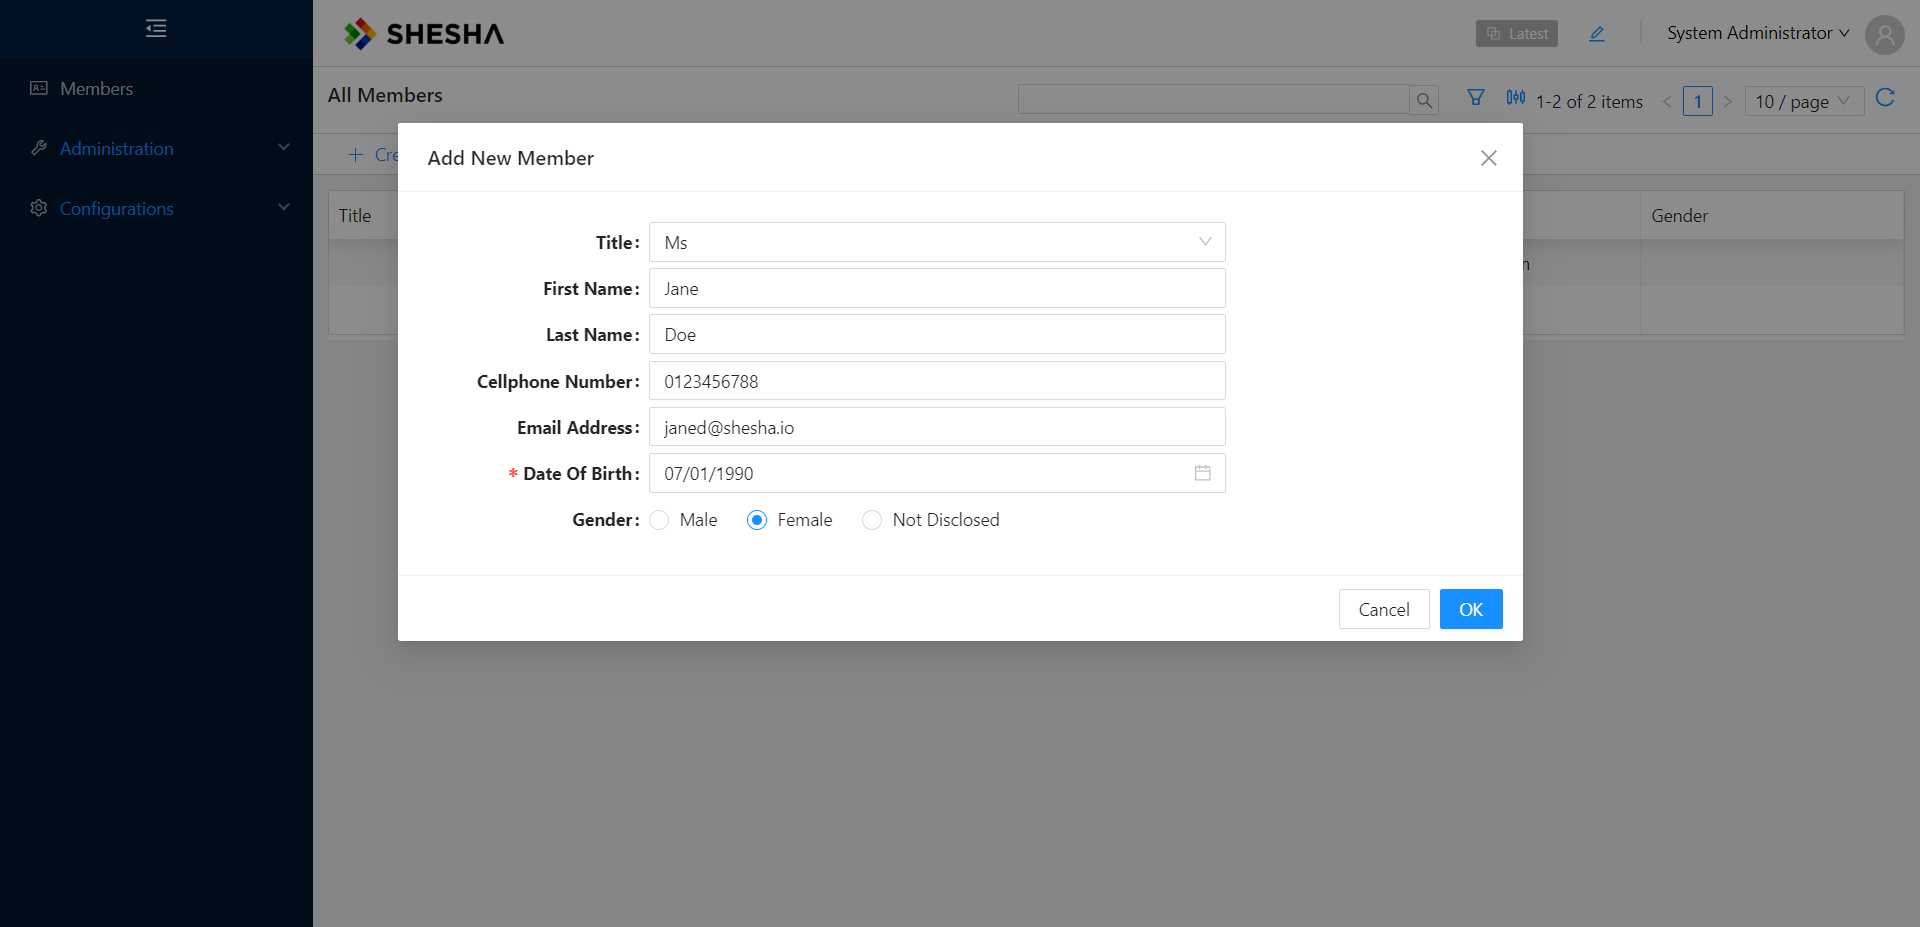 SHESHA
Latest
System Administrator
Members
Administration
Configurations
All Members
1-2 of 2 items
1
10 / page
Add New Member
Title
Gender
Title:
Ms
First Name:
Jane
Last Name:
Doe
Cellphone Number:
0123456788
Email Address:
janed@shesha.io
* Date Of Birth:
07/01/1990
Gender:
Male
Female
Not Disclosed
Cancel
OK